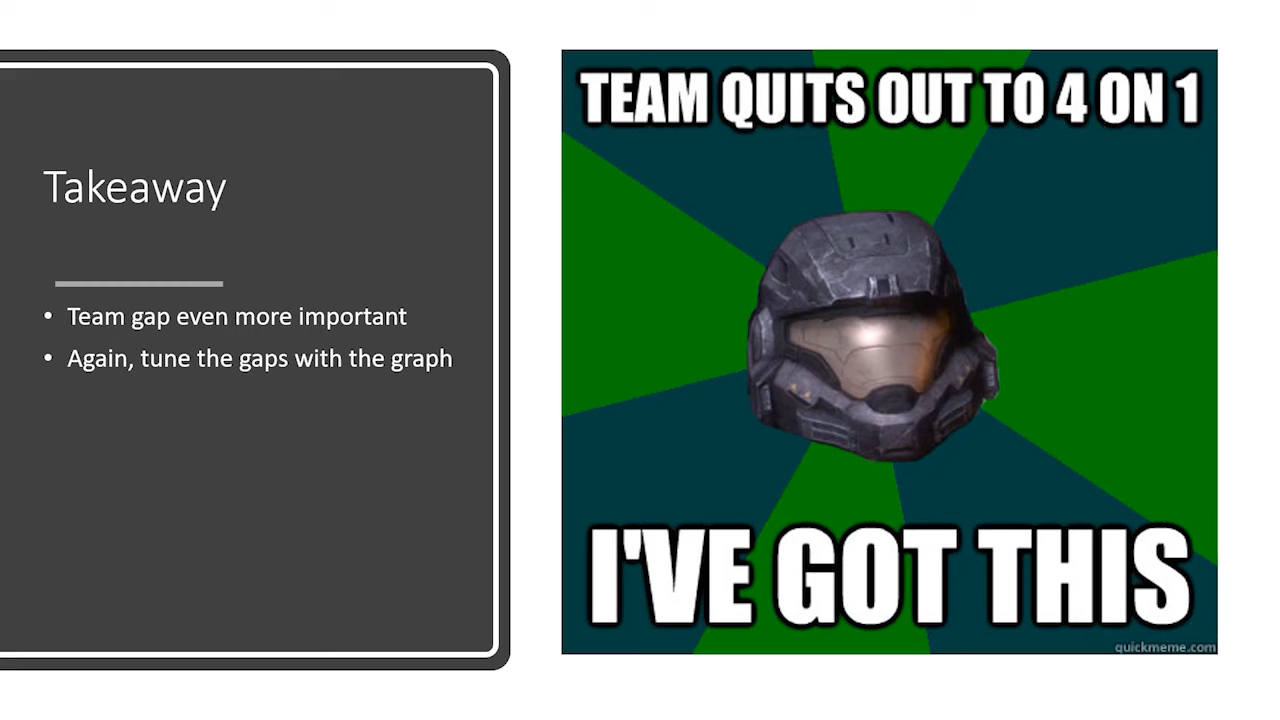 Takeaway
• Team gap even more important
• Again, tune the gaps with the graph
TEAM QUITS OUT TO 4 ON 1
I'VE GOT THIS
quickmeme.com